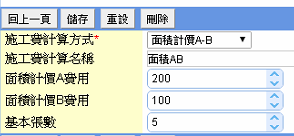 回上一頁 儲存 重設 刪除
施工費計算方式* 面積計價A-B
施工費計算名稱 面積AB
面積計價A費用 200
面積計價B費用 100
基本張數 5